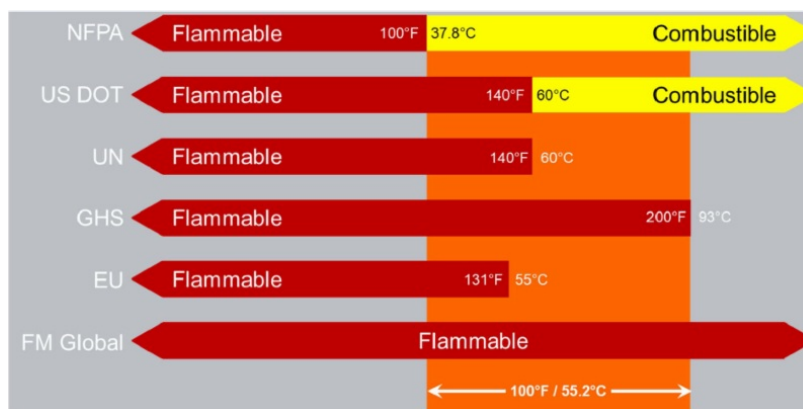 NFPA Flammable 100°F 37.8°C Combustible
US DOT Flammable 140°F 60°C Combustible
UN Flammable 140°F 60°C
GHS Flammable 200°F 93°C
EU Flammable 131°F 55°C
FM Global Flammable
100°F / 55.2°C